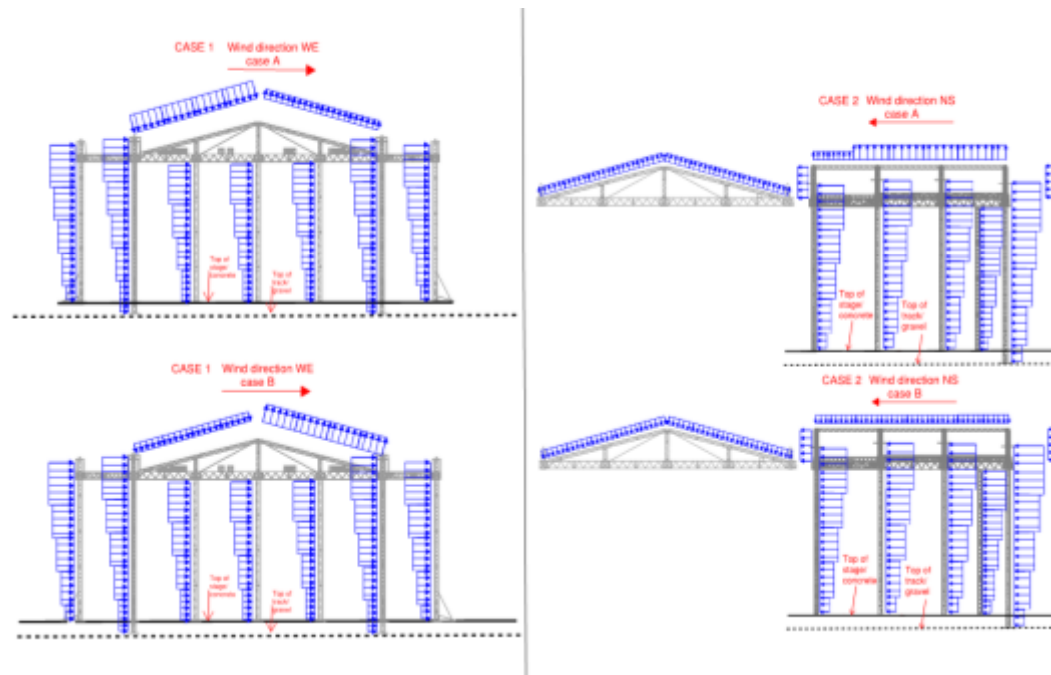 CASE 1 Wind direction WE
case A
Top of
stage/
concrete
Top of
track/
gravel
CASE 1 Wind direction WE
case B
Top of
stage/
concrete
Top of
track/
gravel
CASE 2 Wind direction NS
case A
Top of
stage/
concrete
Top of
track/
gravel
CASE 2 Wind direction NS
case B
Top of
stage/
concrete
Top of
track/
gravel